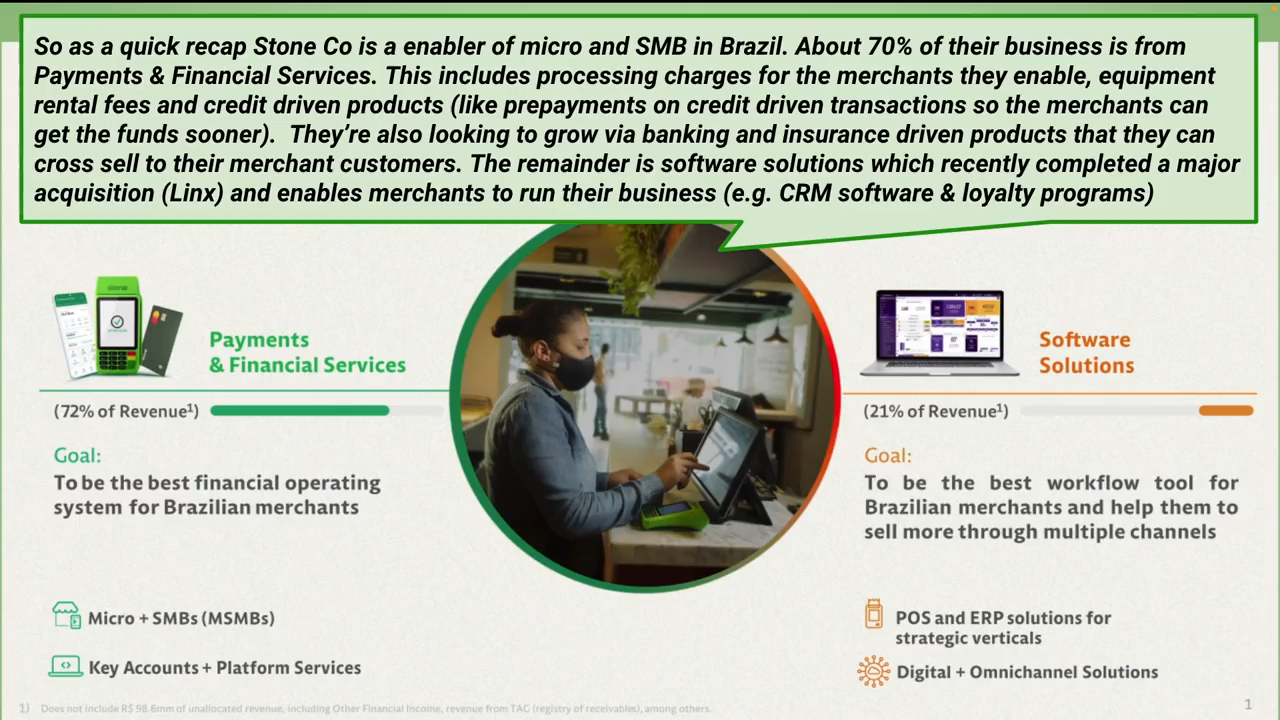 So as a quick recap Stone Co is a enabler of micro and SMB in Brazil. About 70% of their business is from
Payments & Financial Services. This includes processing charges for the merchants they enable, equipment
rental fees and credit driven products (like prepayments on credit driven transactions so the merchants can
get the funds sooner). They’re also looking to grow via banking and insurance driven products that they can
cross sell to their merchant customers. The remainder is software solutions which recently completed a major
acquisition (Linx) and enables merchants to run their business (e.g. CRM software & loyalty programs)
stone
Payments
& Financial Services
(72% of Revenue¹)
Goal:
To be the best financial operating
system for Brazilian merchants
Micro + SMBs (MSMBs)
Key Accounts + Platform Services
Software
Solutions
(21% of Revenue¹)
Goal:
To be the best workflow tool for
Brazilian merchants and help them to
sell more through multiple channels
POS and ERP solutions for
strategic verticals
Digital + Omnichannel Solutions
1) Does not include R$ 98.6mm of unallocated revenue, including Other Financial Income, revenue from TAG (registry of receivables), among others.
1